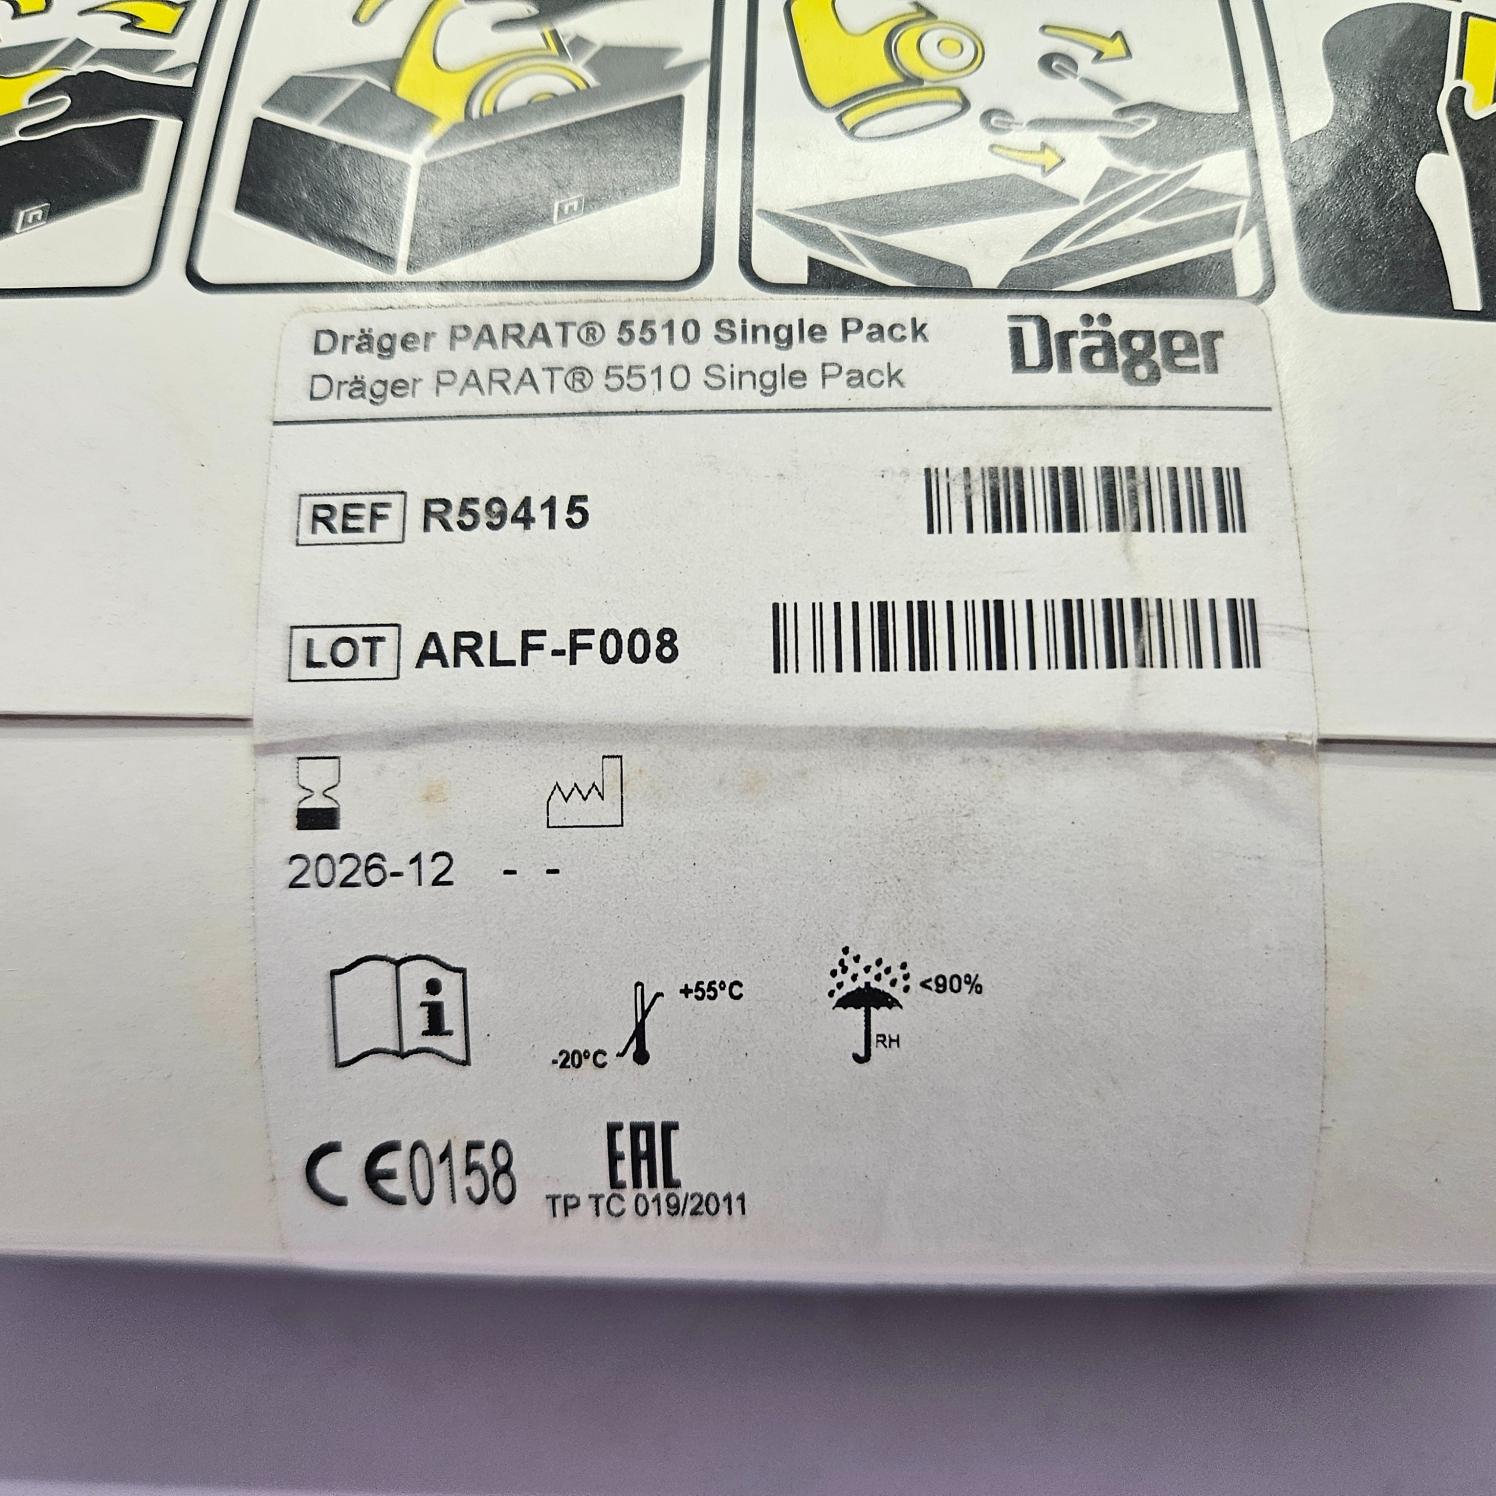 Dräger PARAT® 5510 Single Pack
Dräger PARAT® 5510 Single Pack
Dräger
REF R59415
LOT ARLF-F008
2026-12 - -
+55°C
-20°C
<90%
RH
CE0158
EAC
TP TC 019/2011